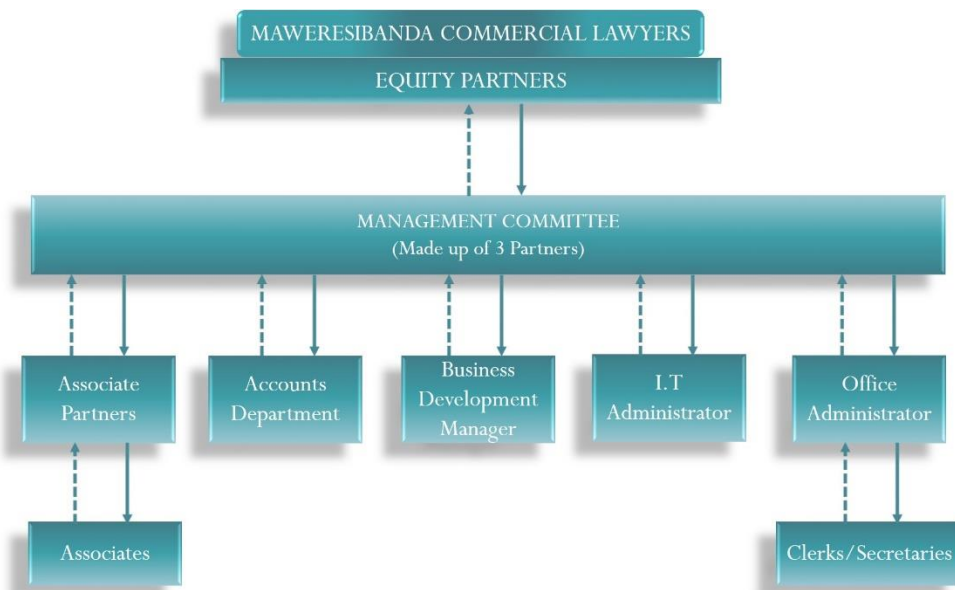 MAWERESIBANDA COMMERCIAL LAWYERS
EQUITY PARTNERS
MANAGEMENT COMMITTEE
(Made up of 3 Partners)
Associate
Partners
Accounts
Department
Business
Development
Manager
I.T
Administrator
Office
Administrator
Associates
Clerks/Secretaries